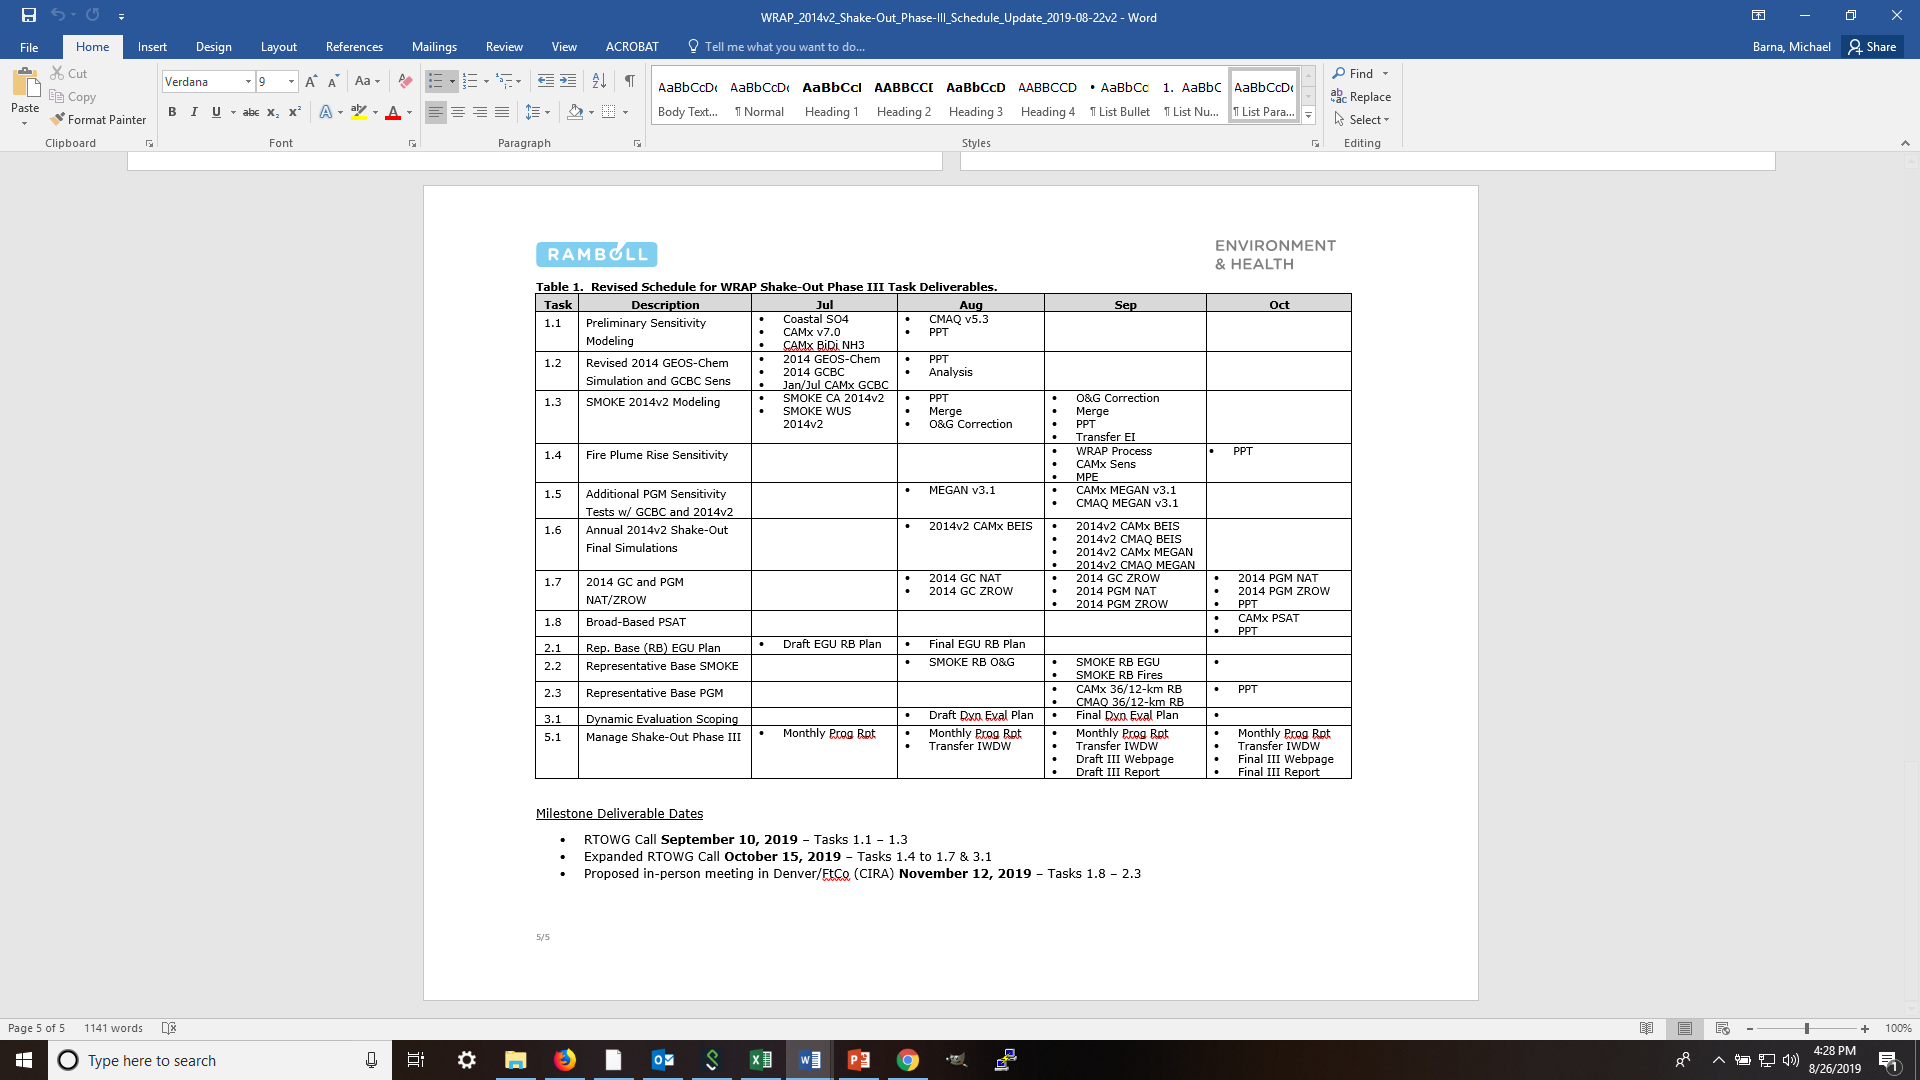 WRAP_2014v2_Shake-Out_Phase-III_Schedule_Update_2019-08-22v2 - Word
File Home Insert Design Layout References Mailings Review View ACROBAT Tell me what you want to do... Barna, Michael Share
Paste
Cut
Copy
Format Painter
Verdana 9
AaBbCcDc AaBbCcDc AaBbCcI AABBCCI AaBbCcD AABBCCD • AaBbCc 1. AaBbC AaBbCcDc
Body Text... ¶ Normal Heading 1 Heading 2 Heading 3 Heading 4 ¶ List Bullet ¶ List Nu... ¶ List Para...
Find
Replace
Select
Clipboard Font Paragraph Styles Editing
RAMBOLL
ENVIRONMENT
& HEALTH
Table 1. Revised Schedule for WRAP Shake-Out Phase III Task Deliverables.
Task Description Jul Aug Sep Oct
1.1 Preliminary Sensitivity Modeling
• Coastal SO4
• CAMx v7.0
• CAMx BiDi NH3
• CMAQ v5.3
• PPT
1.2 Revised 2014 GEOS-Chem
Simulation and GCBC Sens
• 2014 GEOS-Chem
• 2014 GCBC
• Jan/Jul CAMx GCBC
• PPT
• Analysis
1.3 SMOKE 2014v2 Modeling
• SMOKE CA 2014v2
• SMOKE WUS
2014v2
• PPT
• Merge
• O&G Correction
• O&G Correction
• Merge
• PPT
• Transfer EI
1.4 Fire Plume Rise Sensitivity
• WRAP Process
• CAMx Sens
• MPE
• PPT
1.5 Additional PGM Sensitivity
Tests w/ GCBC and 2014v2
• MEGAN v3.1
• CAMx MEGAN v3.1
• CMAQ MEGAN v3.1
1.6 Annual 2014v2 Shake-Out
Final Simulations
• 2014v2 CAMx BEIS
• 2014v2 CAMx BEIS
• 2014v2 CMAQ BEIS
• 2014v2 CAMx MEGAN
• 2014v2 CMAQ MEGAN
1.7 2014 GC and PGM
NAT/ZROW
• 2014 GC NAT
• 2014 GC ZROW
• 2014 GC ZROW
• 2014 PGM NAT
• 2014 PGM ZROW
• 2014 PGM NAT
• 2014 PGM ZROW
• PPT
1.8 Broad-Based PSAT
• CAMx PSAT
• PPT
2.1 Rep. Base (RB) EGU Plan
• Draft EGU RB Plan
• Final EGU RB Plan
2.2 Representative Base SMOKE
• SMOKE RB O&G
• SMOKE RB EGU
• SMOKE RB Fires
•
2.3 Representative Base PGM
• CAMx 36/12-km RB
• CMAQ 36/12-km RB
• PPT
3.1 Dynamic Evaluation Scoping
• Draft Dyn Eval Plan
• Final Dyn Eval Plan
•
5.1 Manage Shake-Out Phase III
• Monthly Prog Rpt
• Monthly Prog Rpt
• Transfer IWDW
• Monthly Prog Rpt
• Transfer IWDW
• Draft III Webpage
• Draft III Report
• Monthly Prog Rpt
• Transfer IWDW
• Final III Webpage
• Final III Report
Milestone Deliverable Dates
• RTOWG Call September 10, 2019 – Tasks 1.1 – 1.3
• Expanded RTOWG Call October 15, 2019 – Tasks 1.4 to 1.7 & 3.1
• Proposed in-person meeting in Denver/FtCo (CIRA) November 12, 2019 – Tasks 1.8 – 2.3
5/5
Page 5 of 5 1141 words 100%
Type here to search
4:28 PM
8/26/2019
1